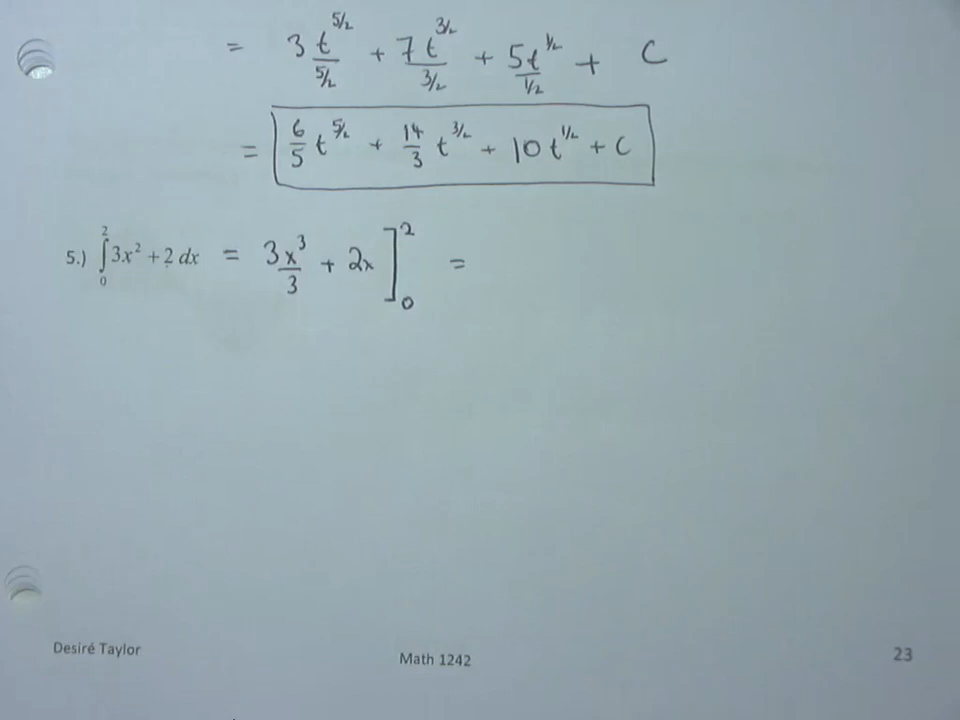 = 3 t^5/2 / 5/2 + 7 t^3/2 / 3/2 + 5t^1/2 / 1/2 + C
= 6/5 t^5/2 + 14/3 t^3/2 + 10 t^1/2 + C
5.) ∫₀² 3x² + 2 dx = 3x³/3 + 2x ]₀² =
Desiré Taylor
Math 1242
23